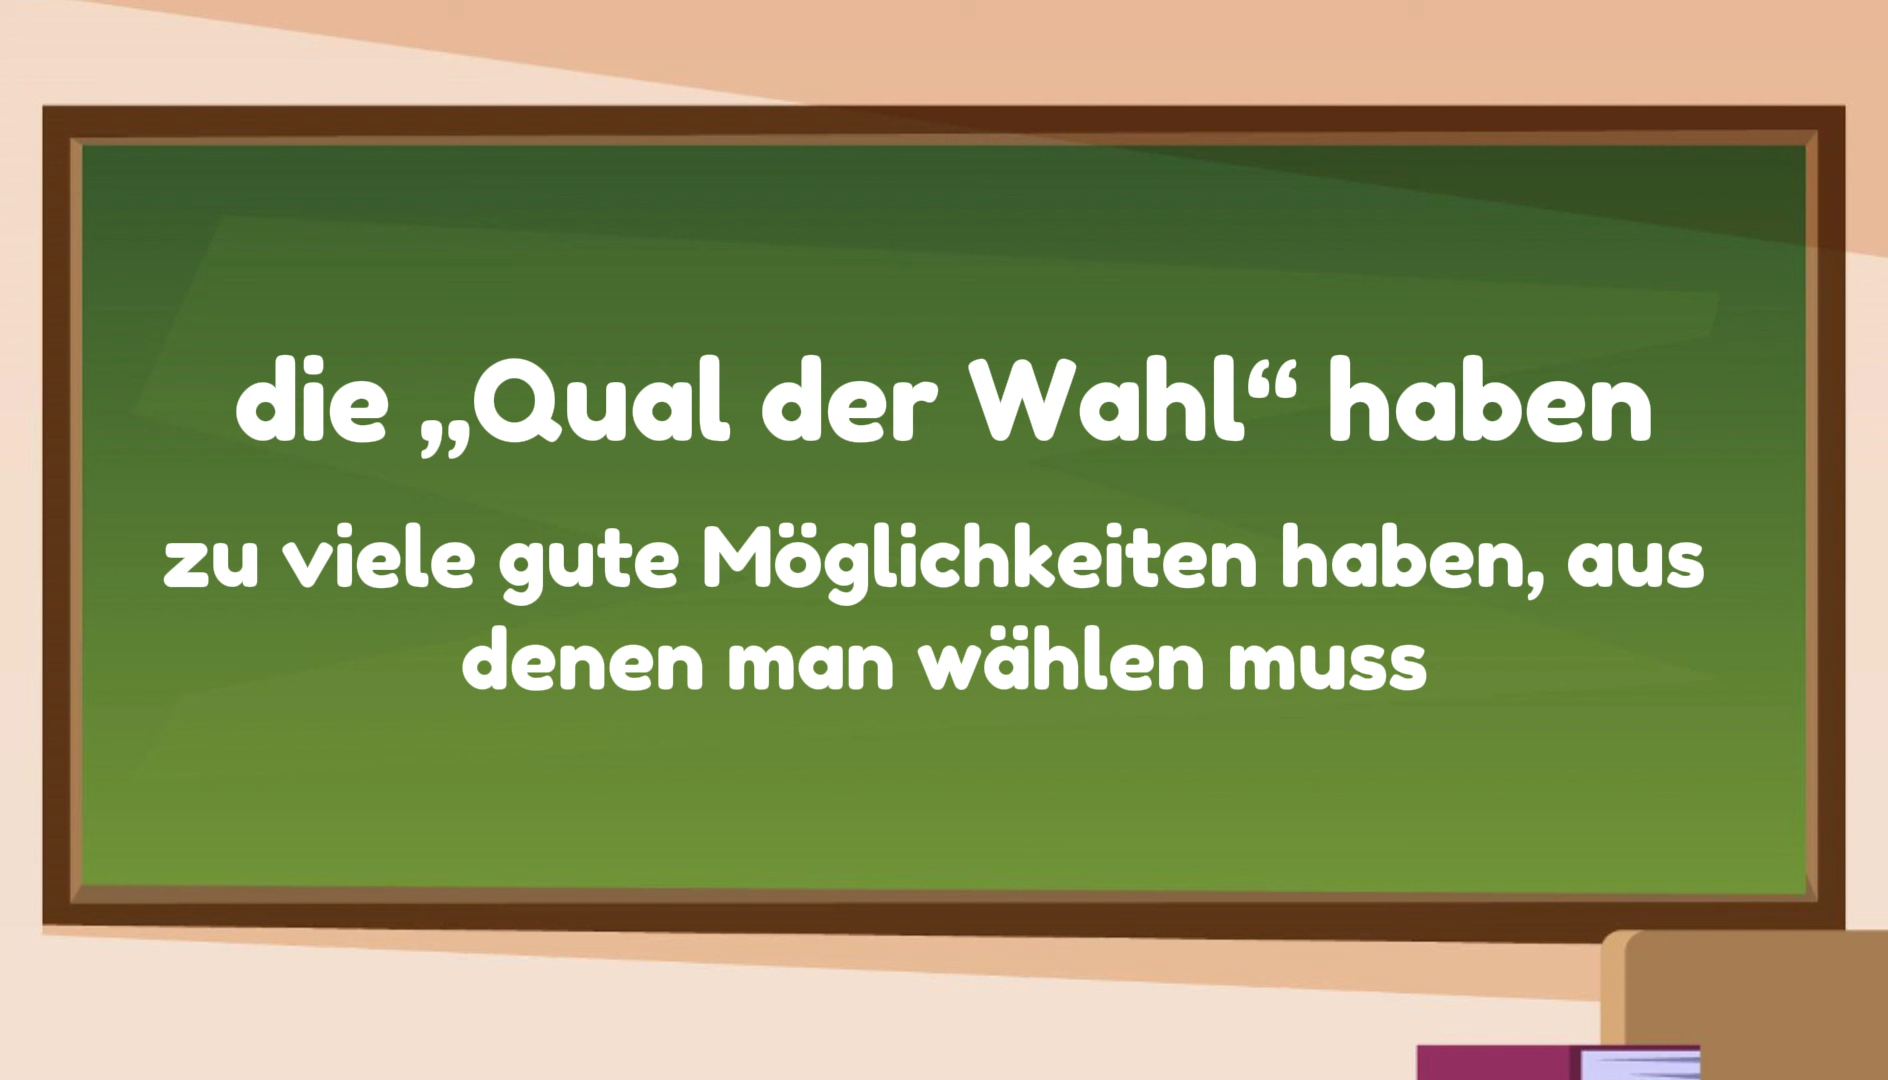 die „Qual der Wahl“ haben
zu viele gute Möglichkeiten haben, aus
denen man wählen muss